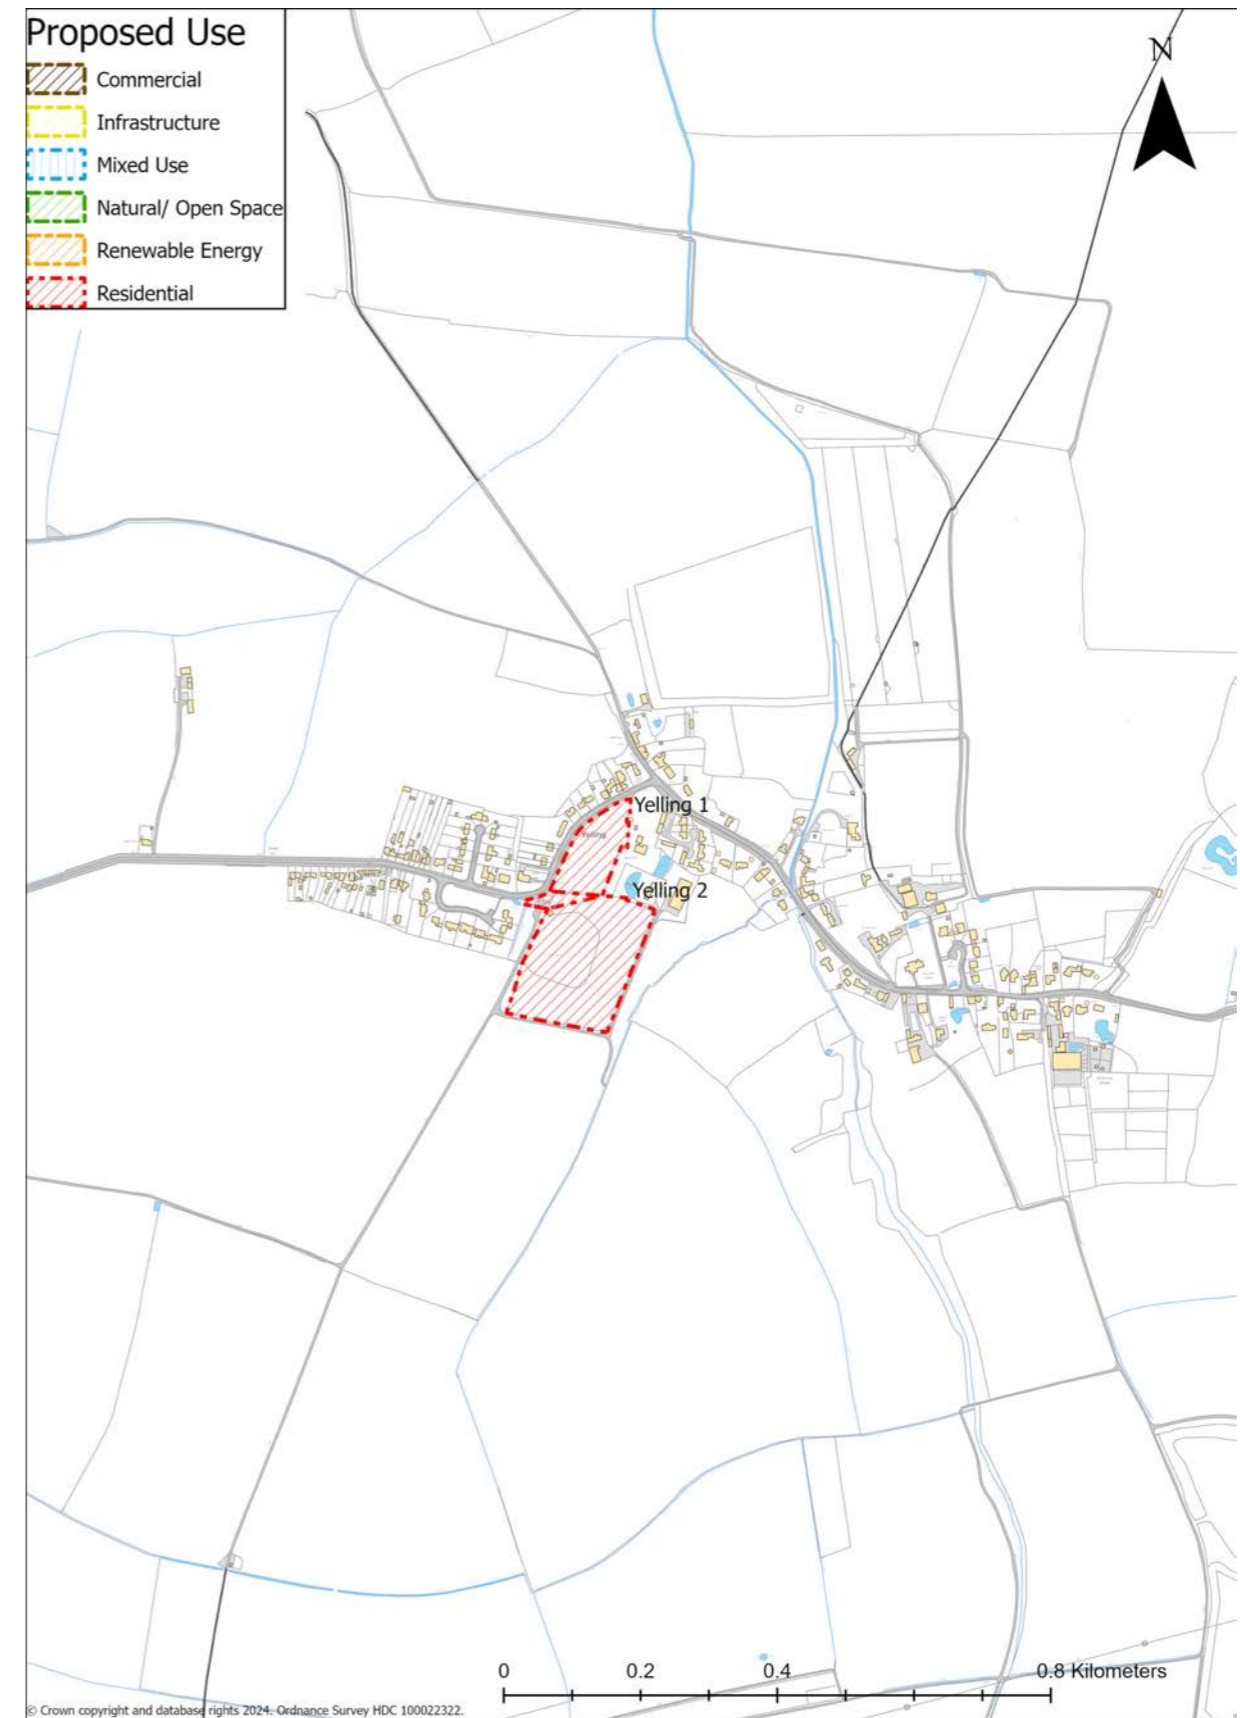 Proposed Use
Commercial
Infrastructure
Mixed Use
Natural/ Open Space
Renewable Energy
Residential
N
Yelling 1
Yelling
Yelling 2
0 0.2 0.4 0.8 Kilometers
© Crown copyright and database rights 2024. Ordnance Survey HDC 100022322.